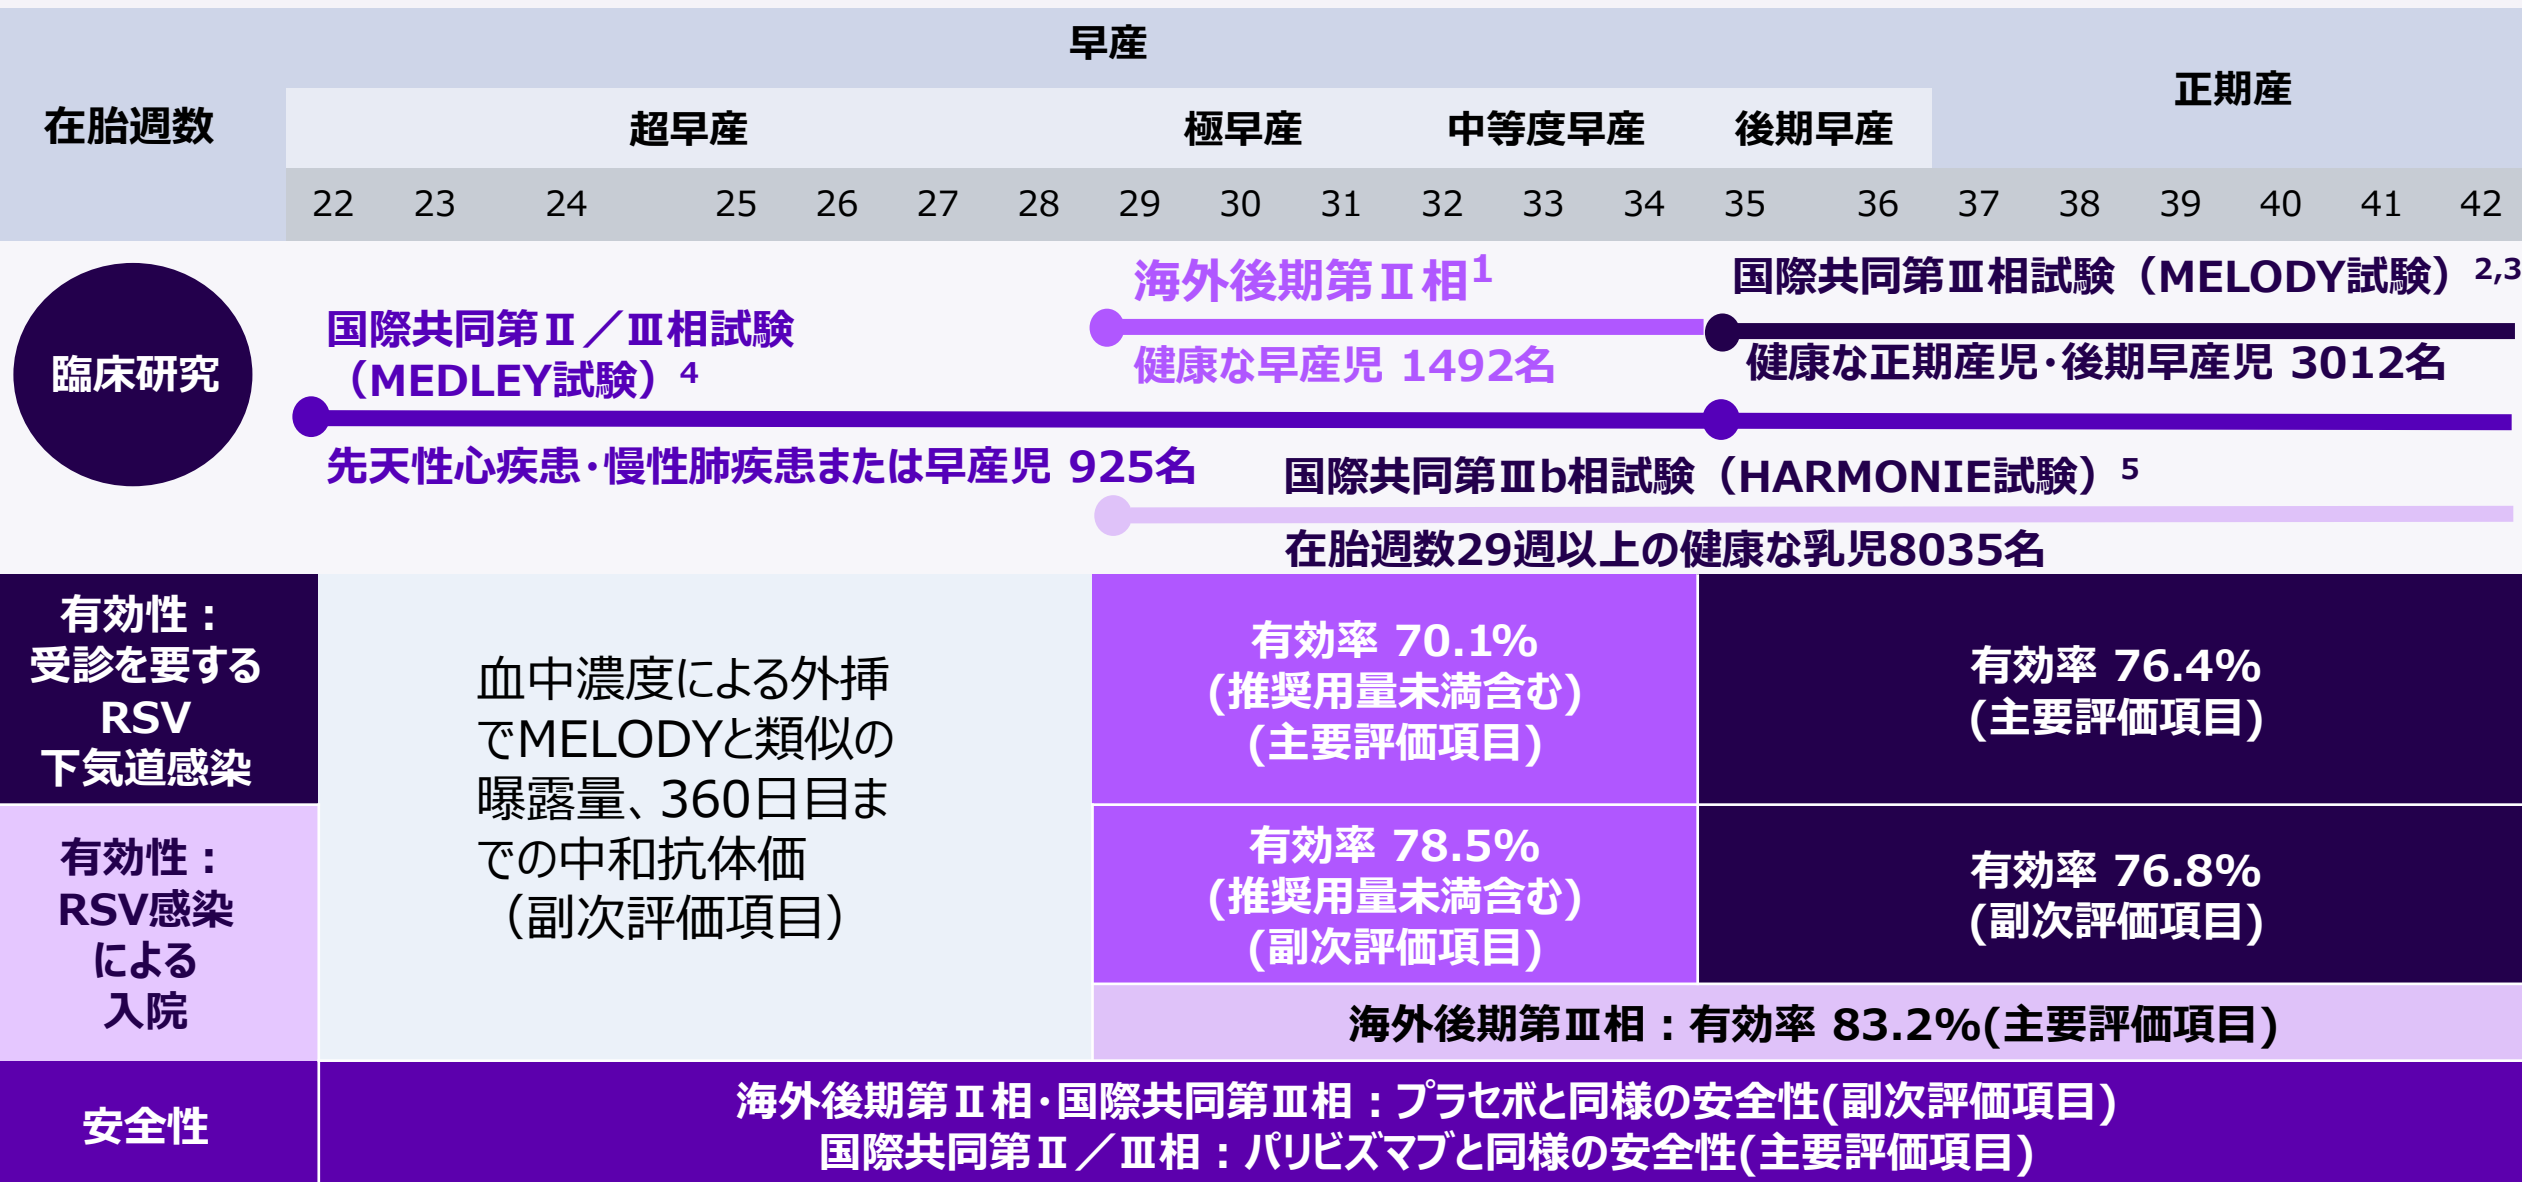 早産
正期産
在胎週数
超早産 極早産 中等度早産 後期早産
22 23 24 25 26 27 28 29 30 31 32 33 34 35 36 37 38 39 40 41 42
臨床研究
国際共同第Ⅱ／Ⅲ相試験
（MEDLEY試験）4
先天性心疾患･慢性肺疾患または早産児 925名
海外後期第Ⅱ相1
健康な早産児 1492名
国際共同第Ⅲ相試験（MELODY試験）2,3
健康な正期産児･後期早産児 3012名
国際共同第Ⅲb相試験（HARMONIE試験）5
在胎週数29週以上の健康な乳児8035名
有効性：
受診を要する
RSV
下気道感染
血中濃度による外挿
でMELODYと類似の
曝露量、360日目ま
での中和抗体価
（副次評価項目）
有効率 70.1%
(推奨用量未満含む)
(主要評価項目)
有効率 76.4%
(主要評価項目)
有効性：
RSV感染
による
入院
有効率 78.5%
(推奨用量未満含む)
(副次評価項目)
有効率 76.8%
(副次評価項目)
海外後期第Ⅲ相：有効率 83.2%(主要評価項目)
安全性
海外後期第Ⅱ相･国際共同第Ⅲ相：プラセボと同様の安全性(副次評価項目)
国際共同第Ⅱ／Ⅲ相：パリビズマブと同様の安全性(主要評価項目)